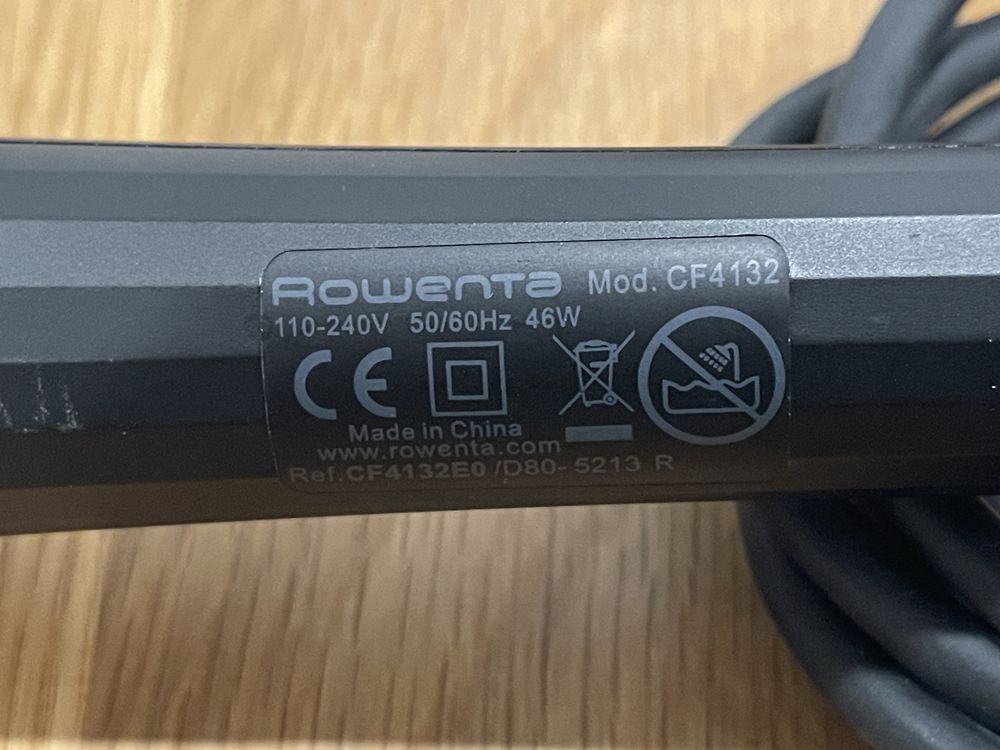 Rowenta Mod. CF4132
110-240V 50/60Hz 46W
CE
Made in China
www.rowenta.com
Ref.CF4132E0 /D80- 5213 R